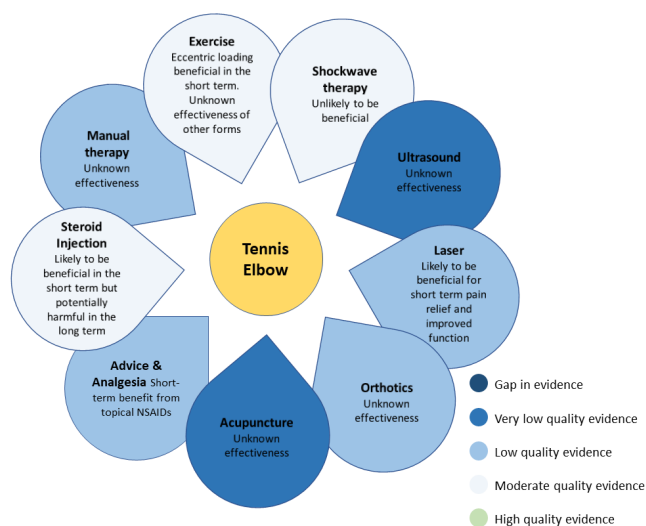 Exercise
Eccentric loading
beneficial in the
short term.
Unknown
effectiveness of
other forms
Shockwave
therapy
Unlikely to be
beneficial
Manual
therapy
Unknown
effectiveness
Ultrasound
Unknown
effectiveness
Steroid
Injection
Likely to be
beneficial in the
short term but
potentially
harmful in the
long term
Tennis
Elbow
Laser
Likely to be
beneficial for
short term pain
relief and
improved
function
Advice &
Analgesia Short-
term benefit from
topical NSAIDs
Acupuncture
Unknown
effectiveness
Orthotics
Unknown
effectiveness
Gap in evidence
Very low quality evidence
Low quality evidence
Moderate quality evidence
High quality evidence